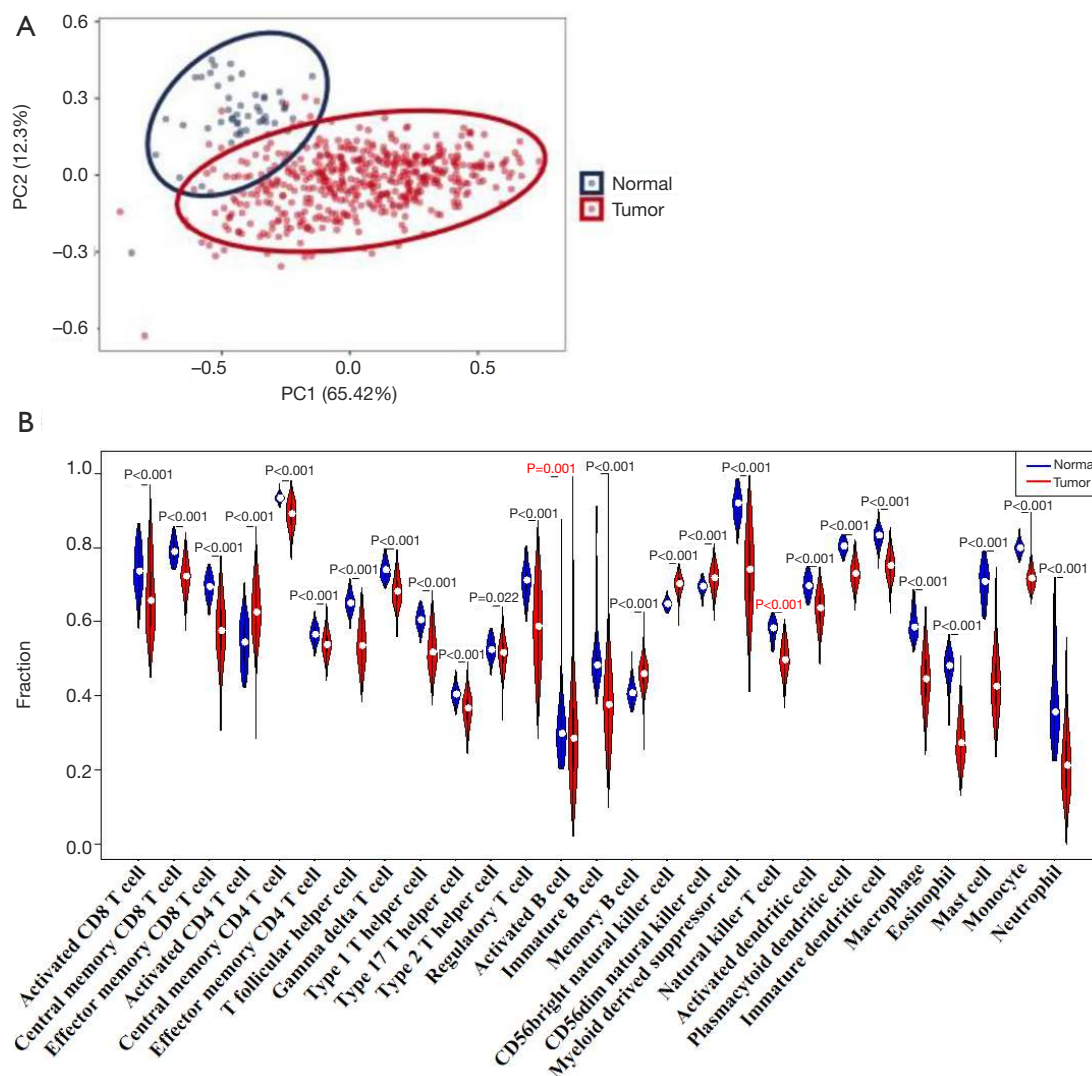 A
0.6
0.3
0.0
−0.3
−0.6
PC2 (12.3%)
−0.5
0.0
0.5
PC1 (65.42%)
Normal
Tumor
B
1.0
0.8
0.6
0.4
0.2
0.0
Fraction
P<0.001
P<0.001
P<0.001
P<0.001
P<0.001
P<0.001
P<0.001
P<0.001
P<0.001
P<0.001
P=0.022
P<0.001
P=0.001
P<0.001
P<0.001
P<0.001
P<0.001
P<0.001
P<0.001
P<0.001
P<0.001
P<0.001
P<0.001
P<0.001
P<0.001
P<0.001
P<0.001
Norma
Tumor
Activated CD8 T cell
Central memory CD8 T cell
Effector memory CD8 T cell
Activated CD4 T cell
Central memory CD4 T cell
Effector memory CD4 T cell
T follicular helper cell
Gamma delta T cell
Type 1 T helper cell
Type 17 T helper cell
Type 2 T helper cell
Regulatory T cell
Activated B cell
Immature B cell
Memory B cell
CD56bright natural killer cell
CD56dim natural killer cell
Myeloid derived suppressor cell
Natural killer T cell
Activated dendritic cell
Plasmacytoid dendritic cell
Immature dendritic cell
Macrophage
Eosinophil
Mast cell
Monocyte
Neutrophil